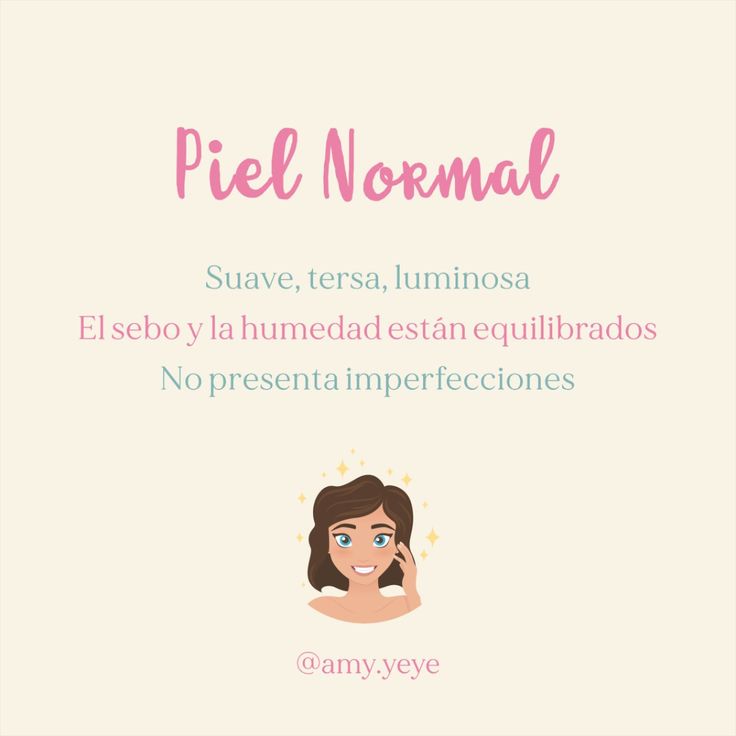 Piel Normal
Suave, tersa, luminosa
El sebo y la humedad están equilibrados
No presenta imperfecciones
@amy.yeye